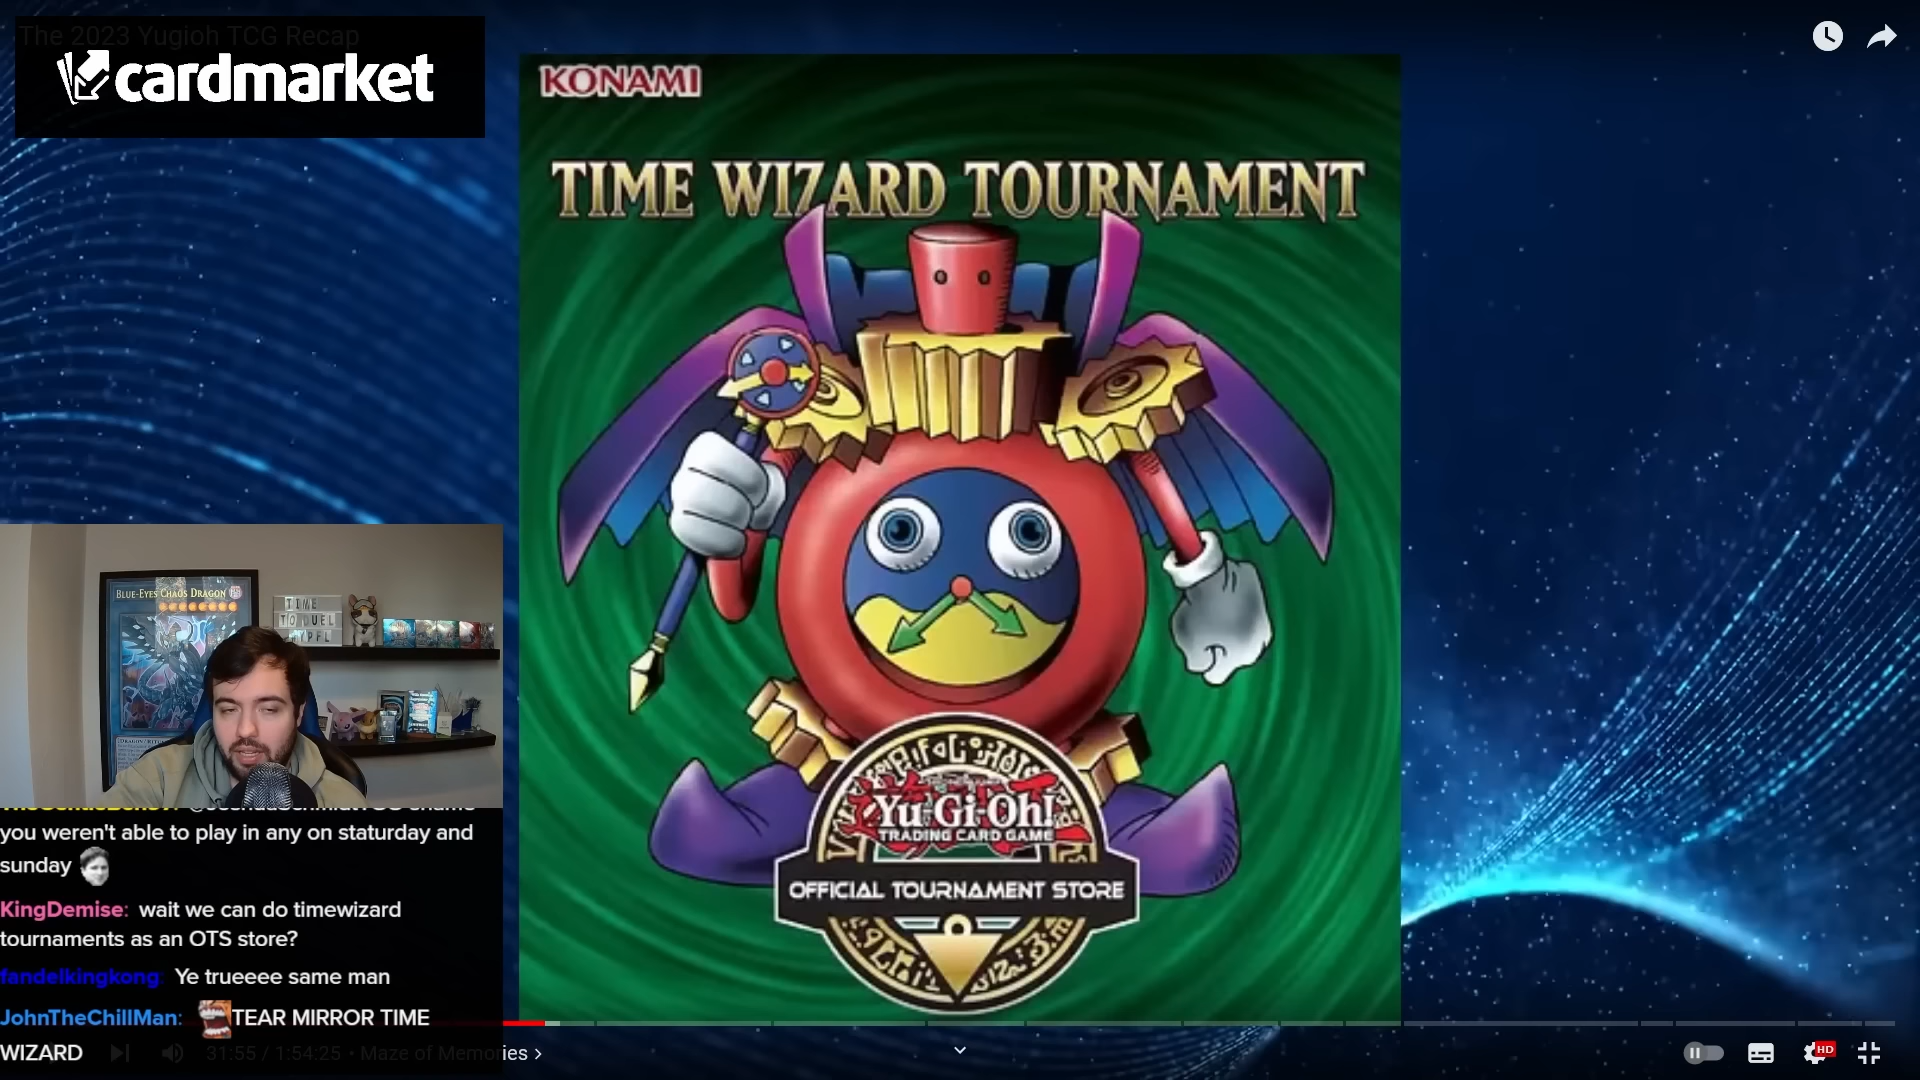 The 2023 Yugioh TCG Recap
cardmarket
KONAMI
TIME WIZARD TOURNAMENT
BLUE-EYES CHAOS DRAGON
TIME
TO DUEL
YPFL
Yu-Gi-Oh!
TRADING CARD GAME
OFFICIAL TOURNAMENT STORE
you weren't able to play in any on staturday and
sunday
KingDemise: wait we can do timewizard
tournaments as an OTS store?
fandelkingkong: Ye trueeee same man
JohnTheChillMan: TEAR MIRROR TIME
WIZARD
31:55 / 1:54:25 • Maze of Memories >
HD